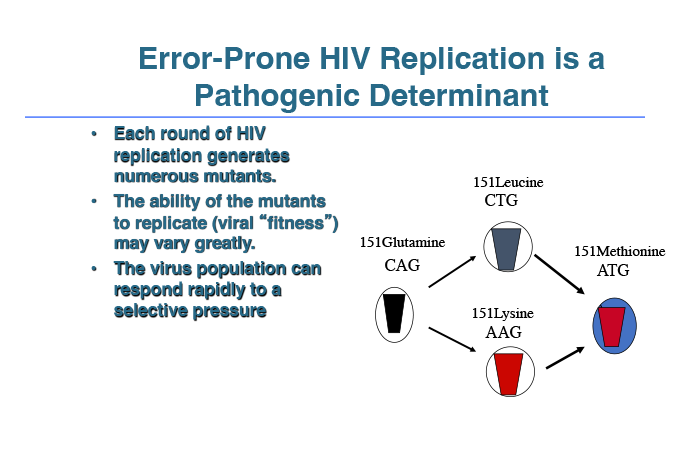 Error-Prone HIV Replication is a
Pathogenic Determinant
• Each round of HIV
replication generates
numerous mutants.
• The ability of the mutants
to replicate (viral “fitness”)
may vary greatly.
• The virus population can
respond rapidly to a
selective pressure
151Leucine
CTG
151Glutamine
CAG
151Methionine
ATG
151Lysine
AAG